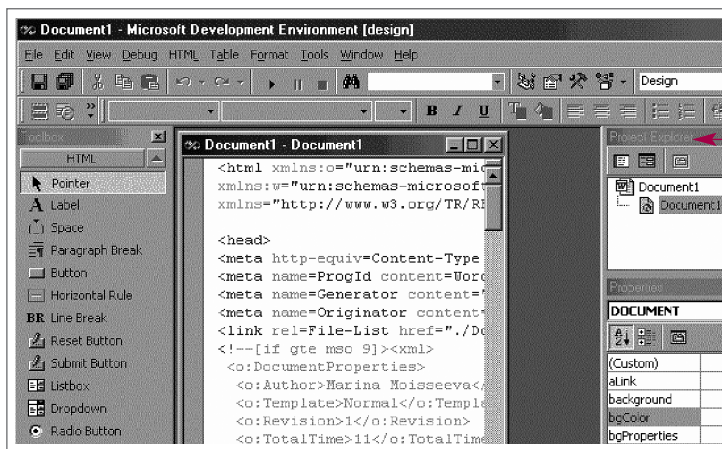 Document1 - Microsoft Development Environment [design]
File Edit View Debug HTML Table Format Tools Window Help
Design
B I U
Toolbox
HTML
Pointer
A Label
Space
Paragraph Break
Button
Horizontal Rule
BR Line Break
Reset Button
Submit Button
Listbox
Dropdown
Radio Button
Document1 - Document1
<html xmlns:o="urn:schemas-mic
xmlns:w="urn:schemas-microsoft
xmlns="http://www.w3.org/TR/RE
<head>
<meta http-equiv=Content-Type
<meta name=ProgId content=Word
<meta name=Generator content="
<meta name=Originator content=
<link rel=File-List href="./Do
<!--[if gte mso 9]><xml>
<o:DocumentProperties>
<o:Author>Marina Moisseeva</
<o:Template>Normal</o:Templa
<o:Revision>1</o:Revision>
<o:TotalTime>11</o:TotalTime
Project Explorer
Document1
Document1
Properties
DOCUMENT
(Custom)
aLink
background
bgColor
bgProperties